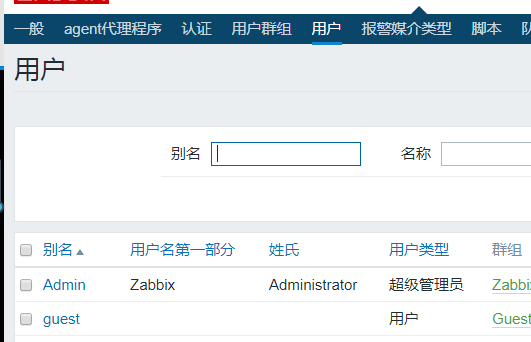 一般 agent代理程序 认证 用户群组 用户 报警媒介类型 脚本
用户
别名 名称
别名 用户名第一部分 姓氏 用户类型 群组
Admin Zabbix Administrator 超级管理员 Zabbi
guest 用户 Guest